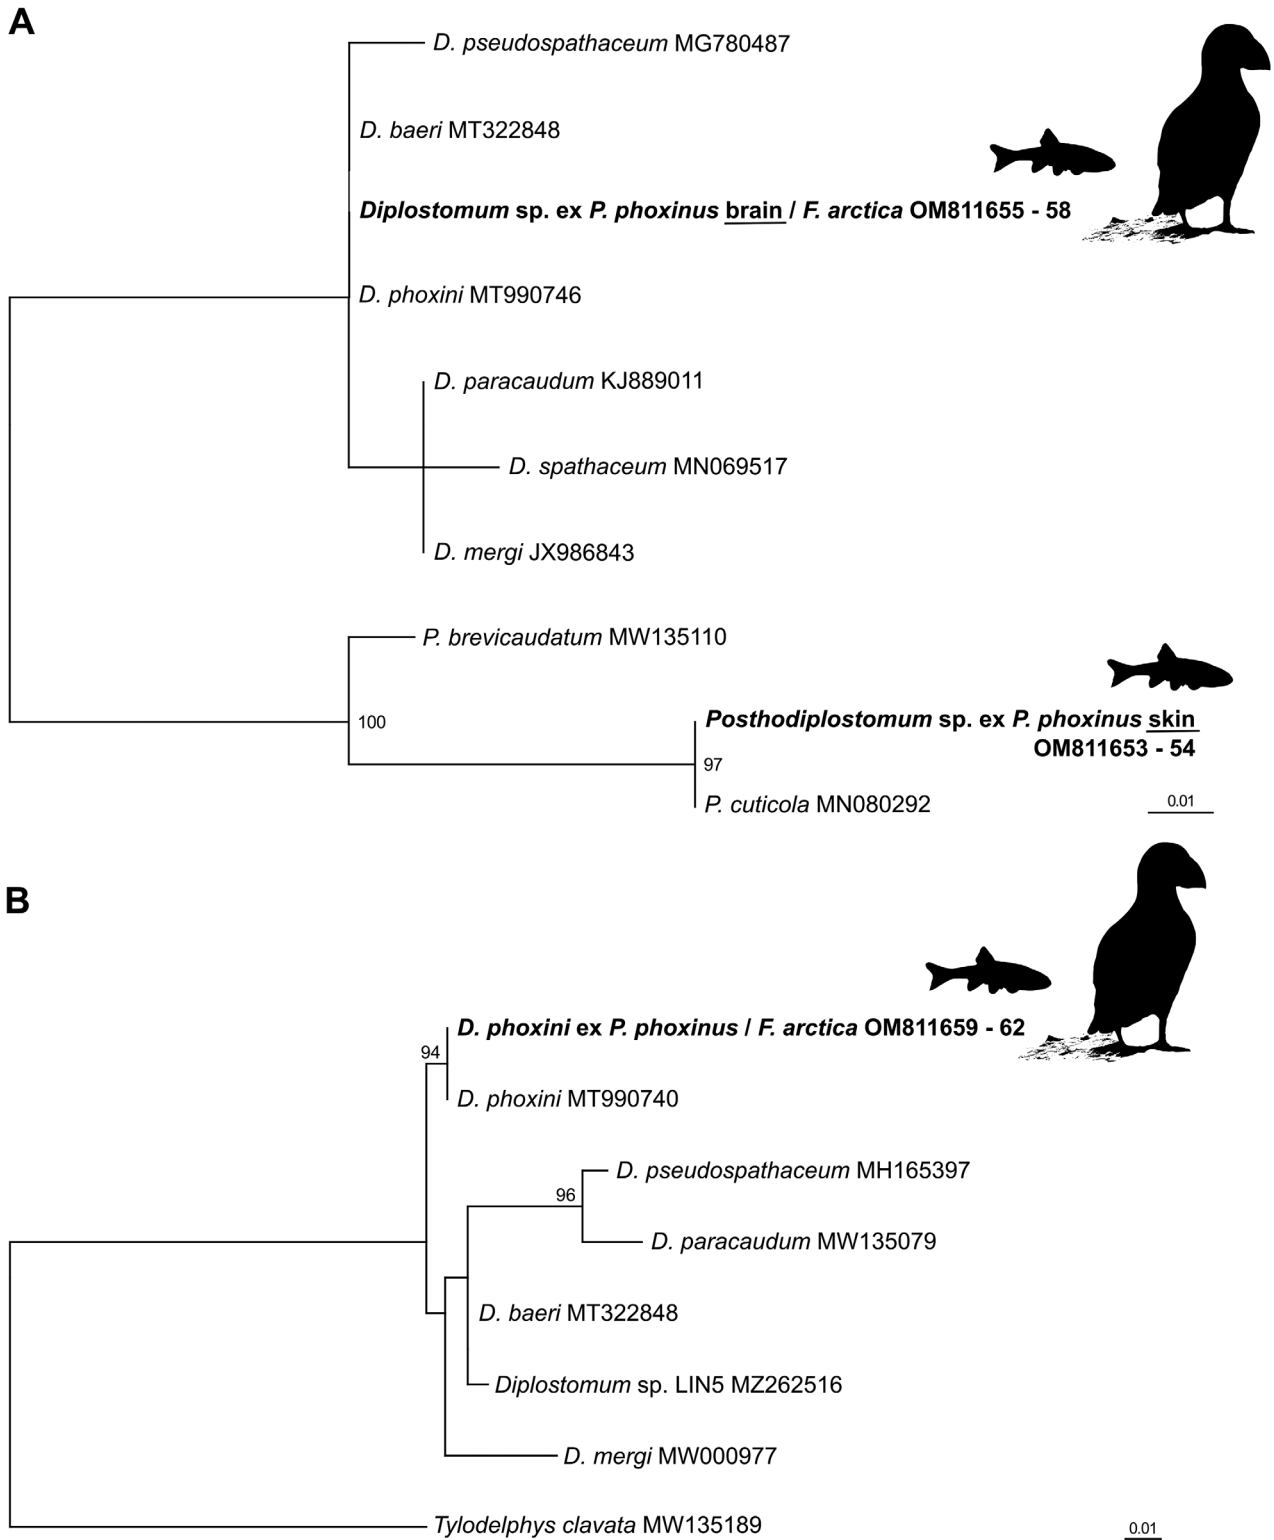 A
D. pseudospathaceum MG780487
D. baeri MT322848
Diplostomum sp. ex P. phoxinus brain / F. arctica OM811655 - 58
D. phoxini MT990746
D. paracaudum KJ889011
D. spathaceum MN069517
D. mergi JX986843
P. brevicaudatum MW135110
100
Posthodiplostomum sp. ex P. phoxinus skin
OM811653 - 54
97
P. cuticola MN080292
0.01
B
D. phoxini ex P. phoxinus / F. arctica OM811659 - 62
94
D. phoxini MT990740
D. pseudospathaceum MH165397
96
D. paracaudum MW135079
D. baeri MT322848
Diplostomum sp. LIN5 MZ262516
D. mergi MW000977
Tylodelphys clavata MW135189
0.01